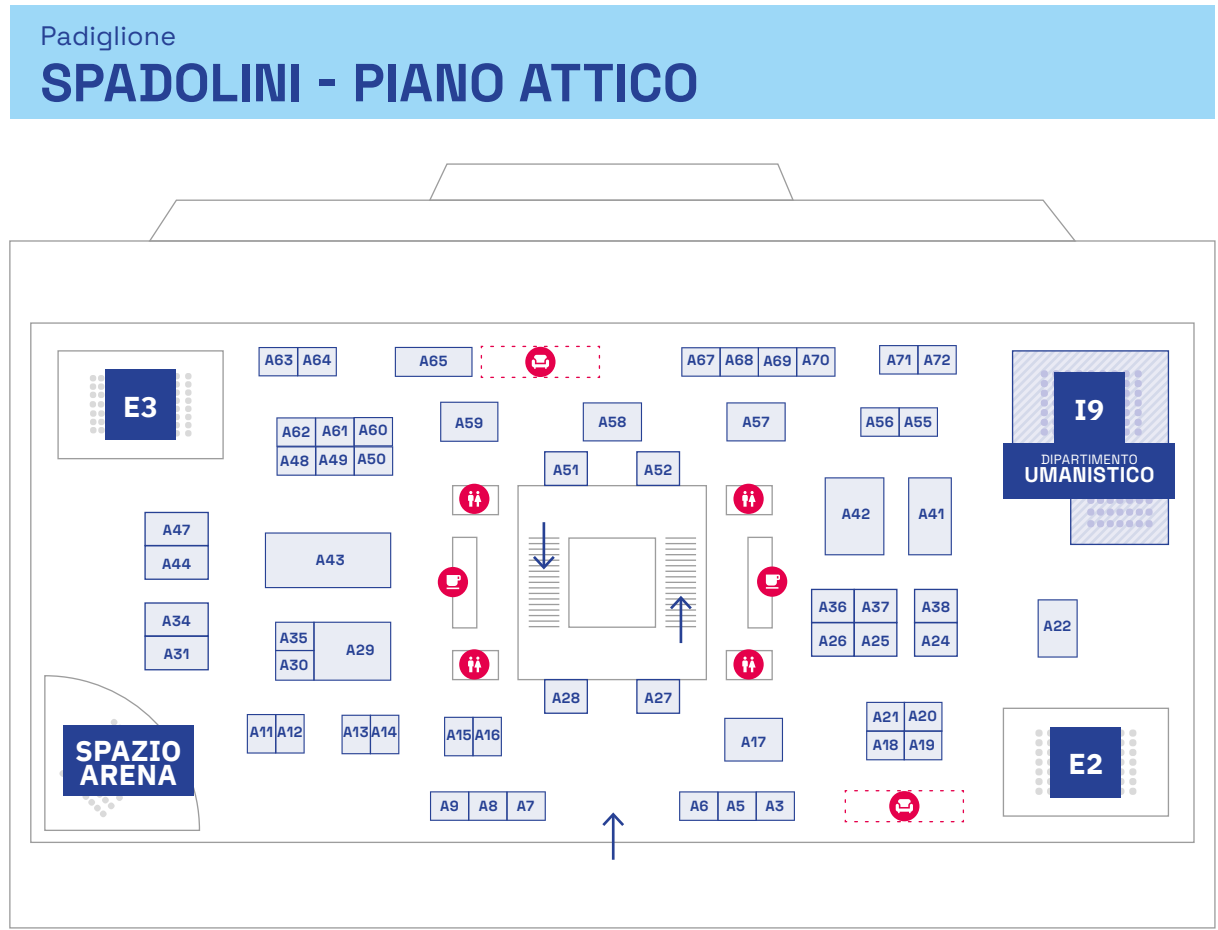 Padiglione
SPADOLINI - PIANO ATTICO
A63 A64
A65
A67 A68 A69 A70
A71 A72
E3
I9
A59
A58
A57
A56 A55
A62 A61 A60
A48 A49 A50
DIPARTIMENTO
UMANISTICO
A51
A52
A42
A41
A47
A44
A43
A34
A31
A35
A30
A29
A36 A37
A26 A25
A38
A24
A22
A28
A27
A11 A12
A13 A14
A15 A16
A17
A21 A20
A18 A19
SPAZIO
ARENA
E2
A9 A8 A7
A6 A5 A3